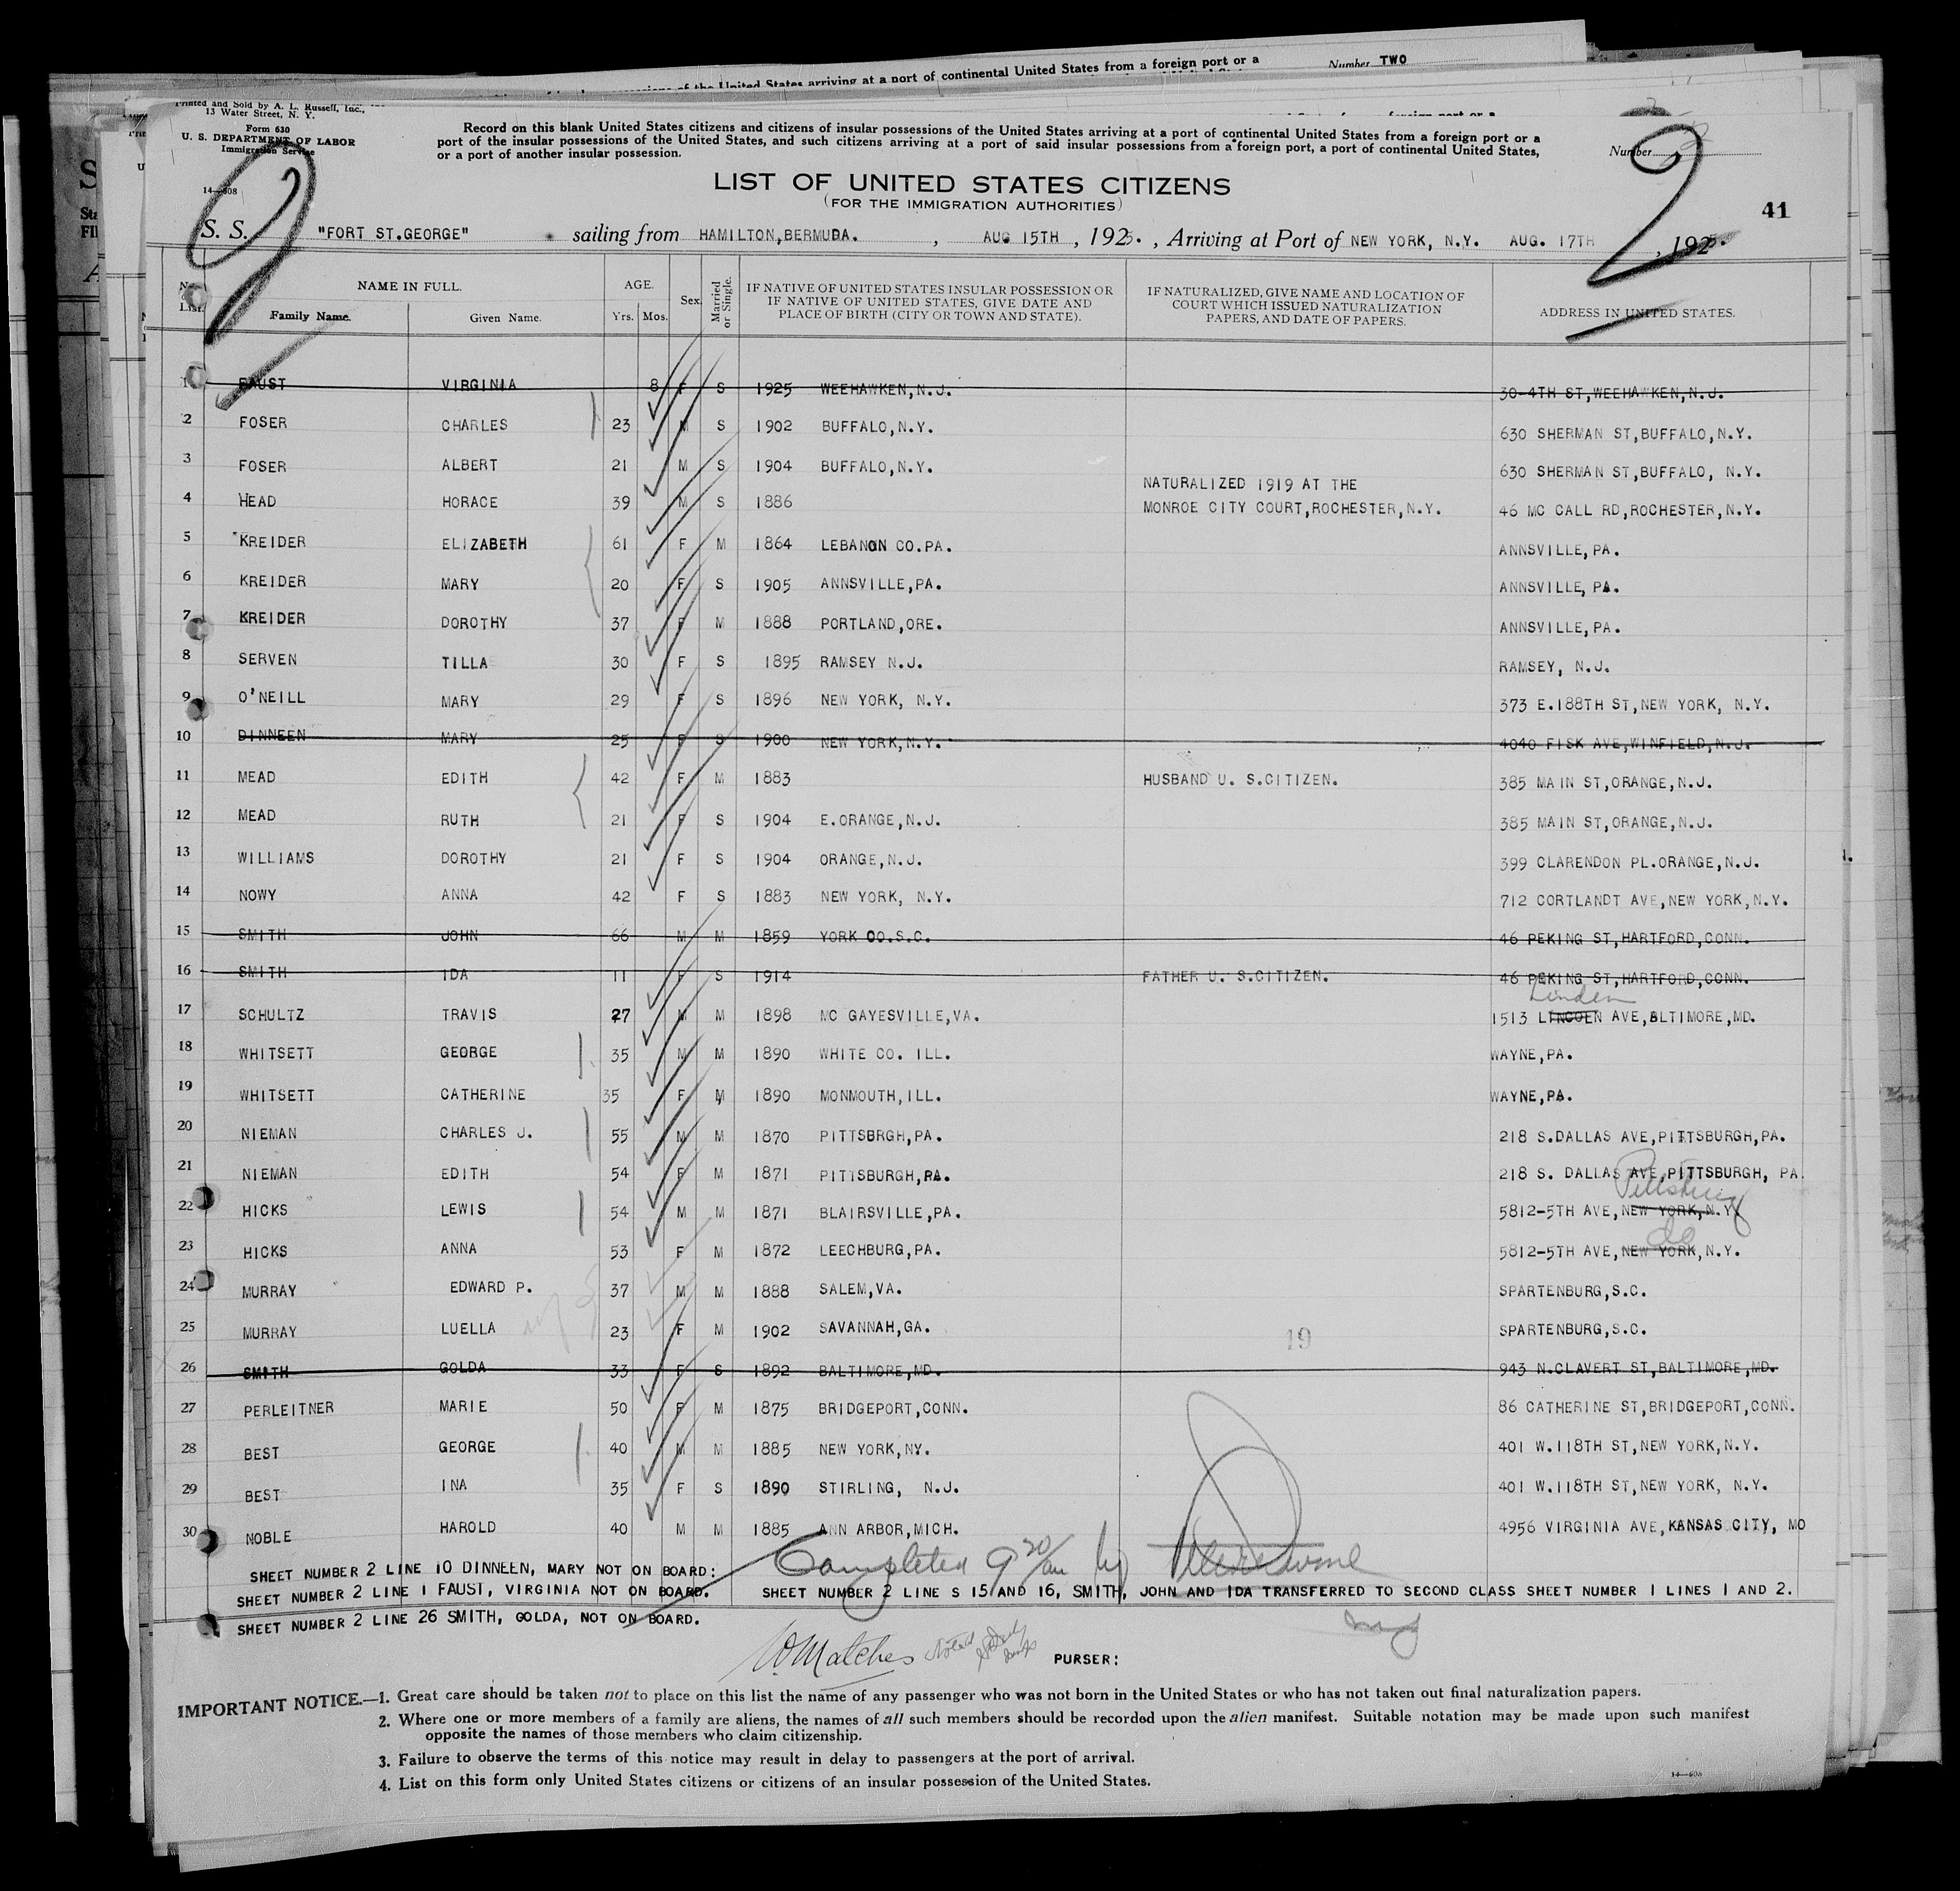 of the United States arriving at a port of continental United States from a foreign port or a
Number TWO
Printed and Sold by A. L. Russell, Inc.,
13 Water Street, N. Y.
Form 630
U. S. DEPARTMENT OF LABOR
Immigration Service
14—608
Record on this blank United States citizens and citizens of insular possessions of the United States arriving at a port of continental United States from a foreign port or a
port of the insular possessions of the United States, and such citizens arriving at a port of said insular possessions from a foreign port, a port of continental United States,
or a port of another insular possession.
Number
2
2
LIST OF UNITED STATES CITIZENS
(FOR THE IMMIGRATION AUTHORITIES)
41
S. S. "FORT ST.GEORGE" sailing from HAMILTON,BERMUDA. , AUG 15TH , 1925. , Arriving at Port of NEW YORK, N.Y. AUG. 17TH , 1925.
No. List. NAME IN FULL. Family Name. Given Name. AGE. Yrs. Mos. Sex. Married or Single. IF NATIVE OF UNITED STATES INSULAR POSSESSION OR IF NATIVE OF UNITED STATES, GIVE DATE AND PLACE OF BIRTH (CITY OR TOWN AND STATE). IF NATURALIZED, GIVE NAME AND LOCATION OF COURT WHICH ISSUED NATURALIZATION PAPERS, AND DATE OF PAPERS. ADDRESS IN UNITED STATES.
1 FAUST VIRGINIA 8 F S 1925 WEEHAWKEN,N.J. 30-4TH ST,WEEHAWKEN,N.J.
2 FOSER CHARLES 23 M S 1902 BUFFALO,N.Y. 630 SHERMAN ST,BUFFALO,N.Y.
3 FOSER ALBERT 21 M S 1904 BUFFALO,N.Y. 630 SHERMAN ST,BUFFALO, N.Y.
NATURALIZED 1919 AT THE
4 HEAD HORACE 39 M S 1886 MONROE CITY COURT,ROCHESTER,N.Y. 46 MC CALL RD,ROCHESTER,N.Y.
5 KREIDER ELIZABETH 61 F M 1864 LEBANON CO.PA. ANNSVILLE,PA.
6 KREIDER MARY 20 F S 1905 ANNSVILLE,PA. ANNSVILLE, PA.
7 KREIDER DOROTHY 37 F M 1888 PORTLAND,ORE. ANNSVILLE,PA.
8 SERVEN TILLA 30 F S 1895 RAMSEY N.J. RAMSEY, N.J.
9 O'NEILL MARY 29 F S 1896 NEW YORK, N.Y. 373 E.188TH ST,NEW YORK, N.Y.
10 DINNEEN MARY 25 F S 1900 NEW YORK,N.Y. 4040 FISK AVE,WINFIELD,N.J.
11 MEAD EDITH 42 F M 1883 HUSBAND U. S.CITIZEN. 385 MAIN ST,ORANGE,N.J.
12 MEAD RUTH 21 F S 1904 E.ORANGE,N.J. 385 MAIN ST,ORANGE,N.J.
13 WILLIAMS DOROTHY 21 F S 1904 ORANGE,N.J. 399 CLARENDON PL.ORANGE,N.J.
14 NOWY ANNA 42 F S 1883 NEW YORK, N.Y. 712 CORTLANDT AVE,NEW YORK,N.Y.
15 SMITH JOHN 66 M M 1859 YORK CO.S.C. 46 PEKING ST,HARTFORD,CONN.
16 SMITH IDA 11 F S 1914 FATHER U. S.CITIZEN. 46 PEKING ST,HARTFORD,CONN.
Linden
17 SCHULTZ TRAVIS 27 M M 1898 MC GAYESVILLE,VA. 1513 LINCOEN AVE,BLTIMORE,MD.
18 WHITSETT GEORGE 35 M M 1890 WHITE CO. ILL. WAYNE,PA.
19 WHITSETT CATHERINE 35 F M 1890 MONMOUTH,ILL. WAYNE,PA.
20 NIEMAN CHARLES J. 55 M M 1870 PITTSBRGH,PA. 218 S.DALLAS AVE,PITTSBURGH,PA.
21 NIEMAN EDITH 54 F M 1871 PITTSBURGH,PA. 218 S. DALLAS AVE,PITTSBURGH, PA.
22 HICKS LEWIS 54 M M 1871 BLAIRSVILLE,PA. 5812-5TH AVE,NEW YORK,N.Y.
do
23 HICKS ANNA 53 F M 1872 LEECHBURG,PA. 5812-5TH AVE,NEW YORK,N.Y.
24 MURRAY EDWARD P. 37 M M 1888 SALEM,VA. SPARTENBURG,S.C.
25 MURRAY LUELLA 23 F M 1902 SAVANNAH,GA. SPARTENBURG,S.C.
19
26 SMITH GOLDA 33 F S 1892 BALTIMORE,MD. 943 N.CLAVERT ST,BALTIMORE,MD.
27 PERLEITNER MARIE 50 F M 1875 BRIDGEPORT,CONN. 86 CATHERINE ST,BRIDGEPORT,CONN.
28 BEST GEORGE 40 M M 1885 NEW YORK,NY. 401 W.118TH ST,NEW YORK,N.Y.
29 BEST INA 35 F S 1890 STIRLING, N.J. 401 W.118TH ST,NEW YORK, N.Y.
30 NOBLE HAROLD 40 M M 1885 ANN ARBOR,MICH. 4956 VIRGINIA AVE,KANSAS CITY, MO
Completed 9 20/am by
SHEET NUMBER 2 LINE 10 DINNEEN, MARY NOT ON BOARD:
SHEET NUMBER 2 LINE 1 FAUST, VIRGINIA NOT ON BOARD. SHEET NUMBER 2 LINE S 15 AND 16, SMITH, JOHN AND IDA TRANSFERRED TO SECOND CLASS SHEET NUMBER 1 LINES 1 AND 2.
SHEET NUMBER 2 LINE 26 SMITH, GOLDA, NOT ON BOARD.
W. Matches PURSER:
IMPORTANT NOTICE.—1. Great care should be taken not to place on this list the name of any passenger who was not born in the United States or who has not taken out final naturalization papers.
2. Where one or more members of a family are aliens, the names of all such members should be recorded upon the alien manifest. Suitable notation may be made upon such manifest
opposite the names of those members who claim citizenship.
3. Failure to observe the terms of this notice may result in delay to passengers at the port of arrival.
4. List on this form only United States citizens or citizens of an insular possession of the United States.
14—608